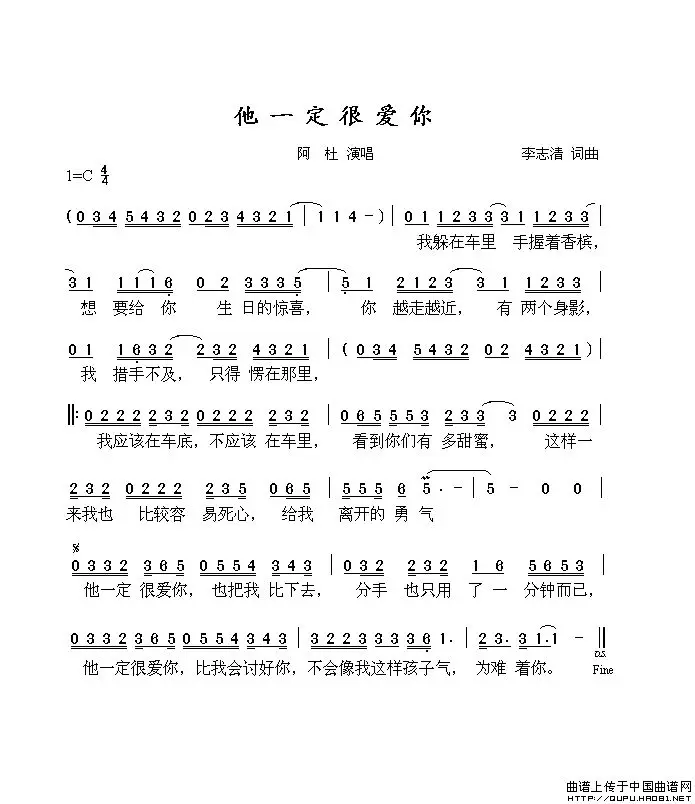 他一定很爱你
阿 杜 演唱 李志清 词曲
1=C 4/4
( 0 3 4 5 4 3 2 0 2 3 4 3 2 1 | 1 1 4 - ) | 0 1 1 2 3 3 3 1 1 2 3 3 |
我躲在车里 手握着香槟,
3 1 1 1 1 6 0 2 3 3 3 5 | 5 1 2 1 2 3 3 1 1 2 3 3 |
想 要给 你 生 日的惊喜, 你 越走越近, 有 两个身影,
0 1 1 6 3 2 2 3 2 4 3 2 1 | ( 0 3 4 5 4 3 2 0 2 4 3 2 1 ) |
我 措手不及, 只得 愣在那里,
‖: 0 2 2 2 2 3 2 0 2 2 2 2 3 2 | 0 6 5 5 5 3 2 3 3 3 0 2 2 2 |
我应该在车底, 不应该 在车里, 看到你们有 多甜蜜, 这样一
2 3 2 0 2 2 2 2 3 5 0 6 5 | 5 5 5 6 5 . - | 5 - 0 0 |
来我也 比较容 易死心, 给我 离开的 勇 气
0 3 3 2 3 6 5 0 5 5 4 3 4 3 | 0 3 2 2 3 2 1 6 5 6 5 3 |
他一定 很爱你, 也把我 比下去, 分手 也只用 了 一 分钟而已,
0 3 3 2 3 6 5 0 5 5 4 3 4 3 | 3 2 2 3 3 3 3 6 1. | 2 3. 3 1.1 - ‖
他一定很爱你, 比我会讨好你, 不会像我这样孩子气, 为难 着你。 D.S. Fine
曲谱上传于中国曲谱网
HTTP://QUPU.HAO81.NET